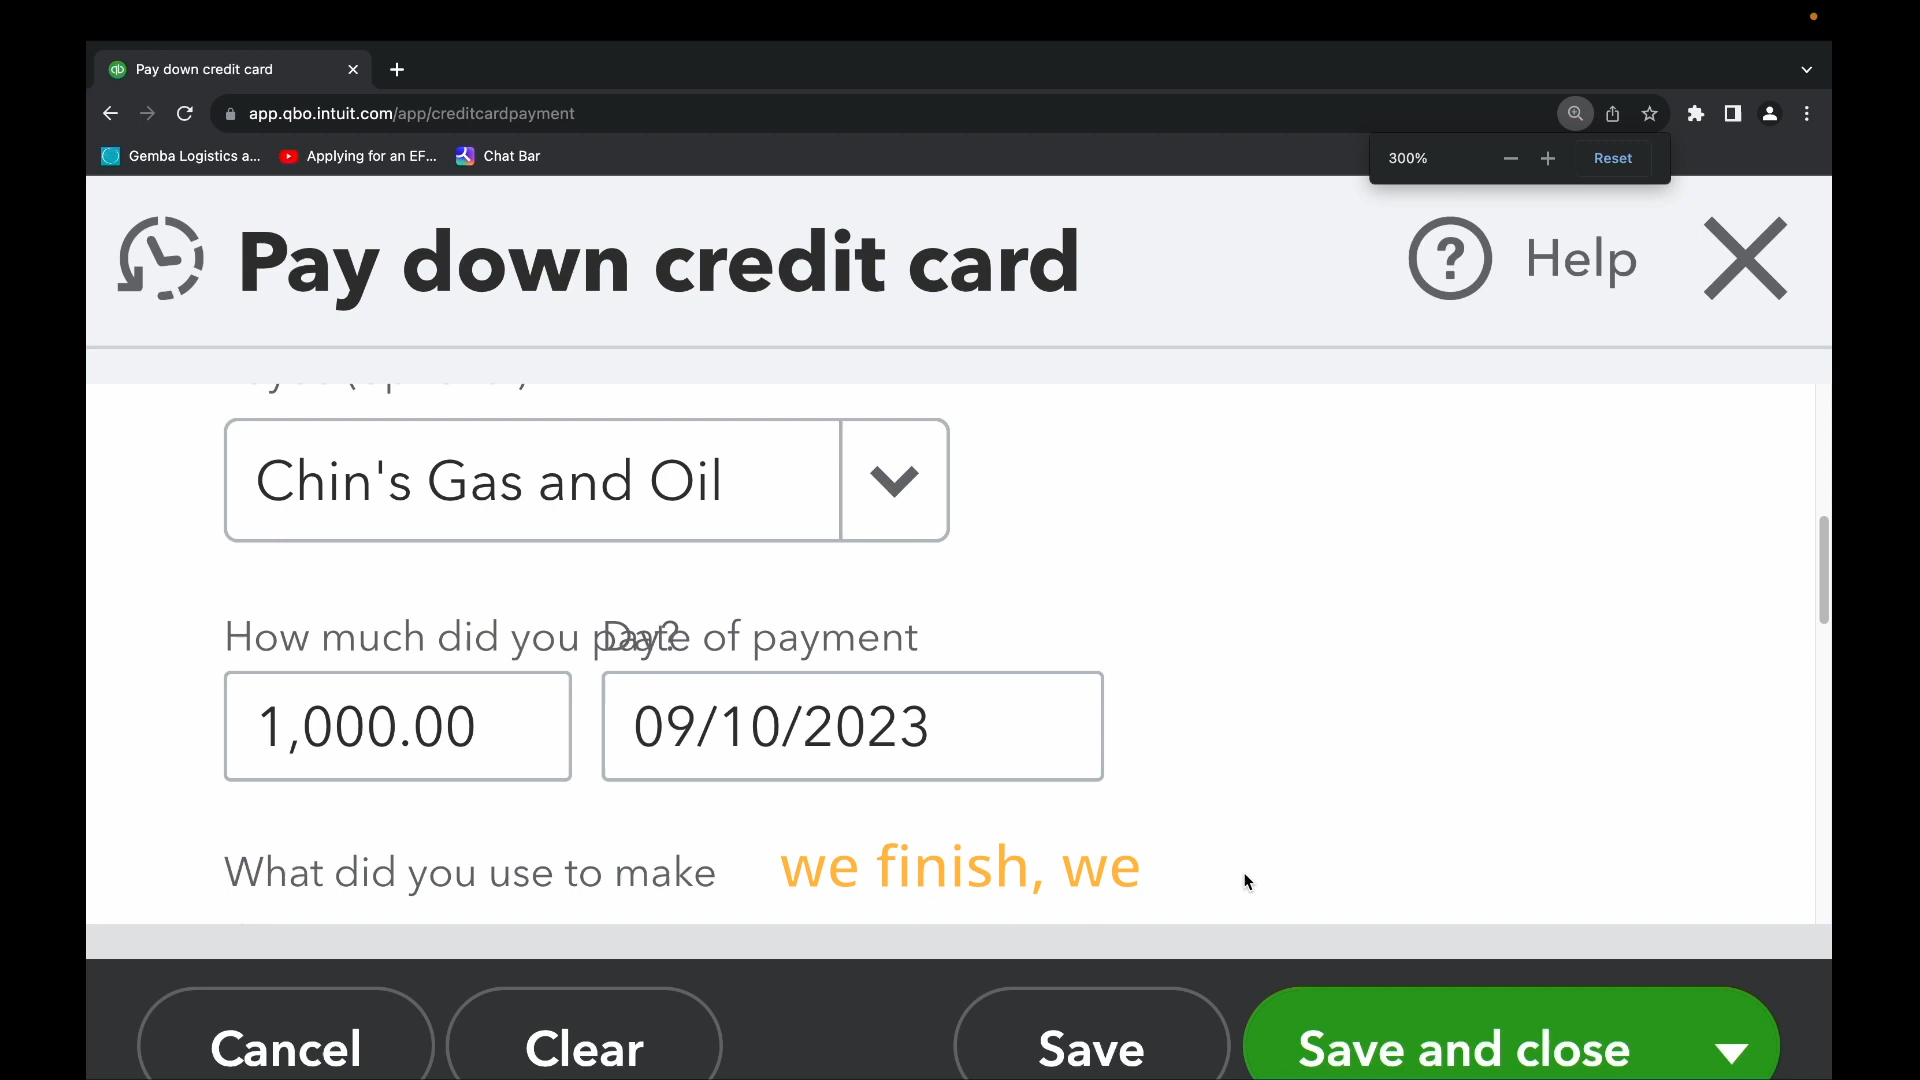 Pay down credit card
app.qbo.intuit.com/app/creditcardpayment
Gemba Logistics a... Applying for an EF... Chat Bar
300% Reset
Pay down credit card Help
Chin's Gas and Oil
How much did you pay? Date of payment
1,000.00 09/10/2023
What did you use to make
we finish, we
Cancel Clear Save Save and close